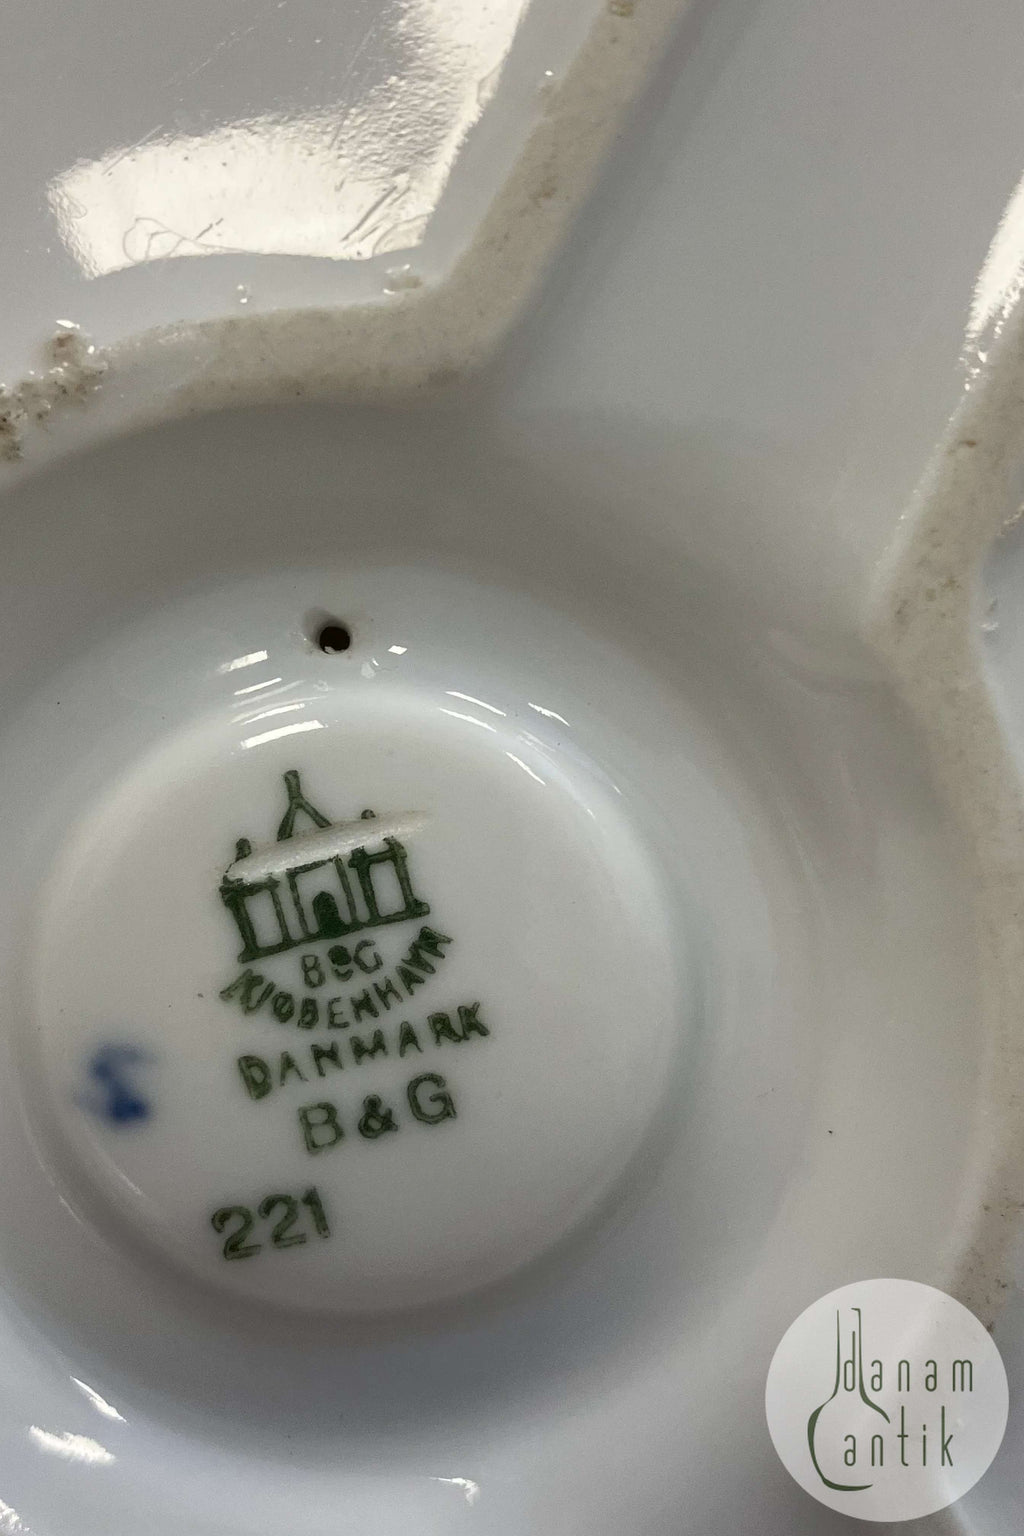 B&G
KJØBENHAVN
DANMARK
B & G
221
danam
antik